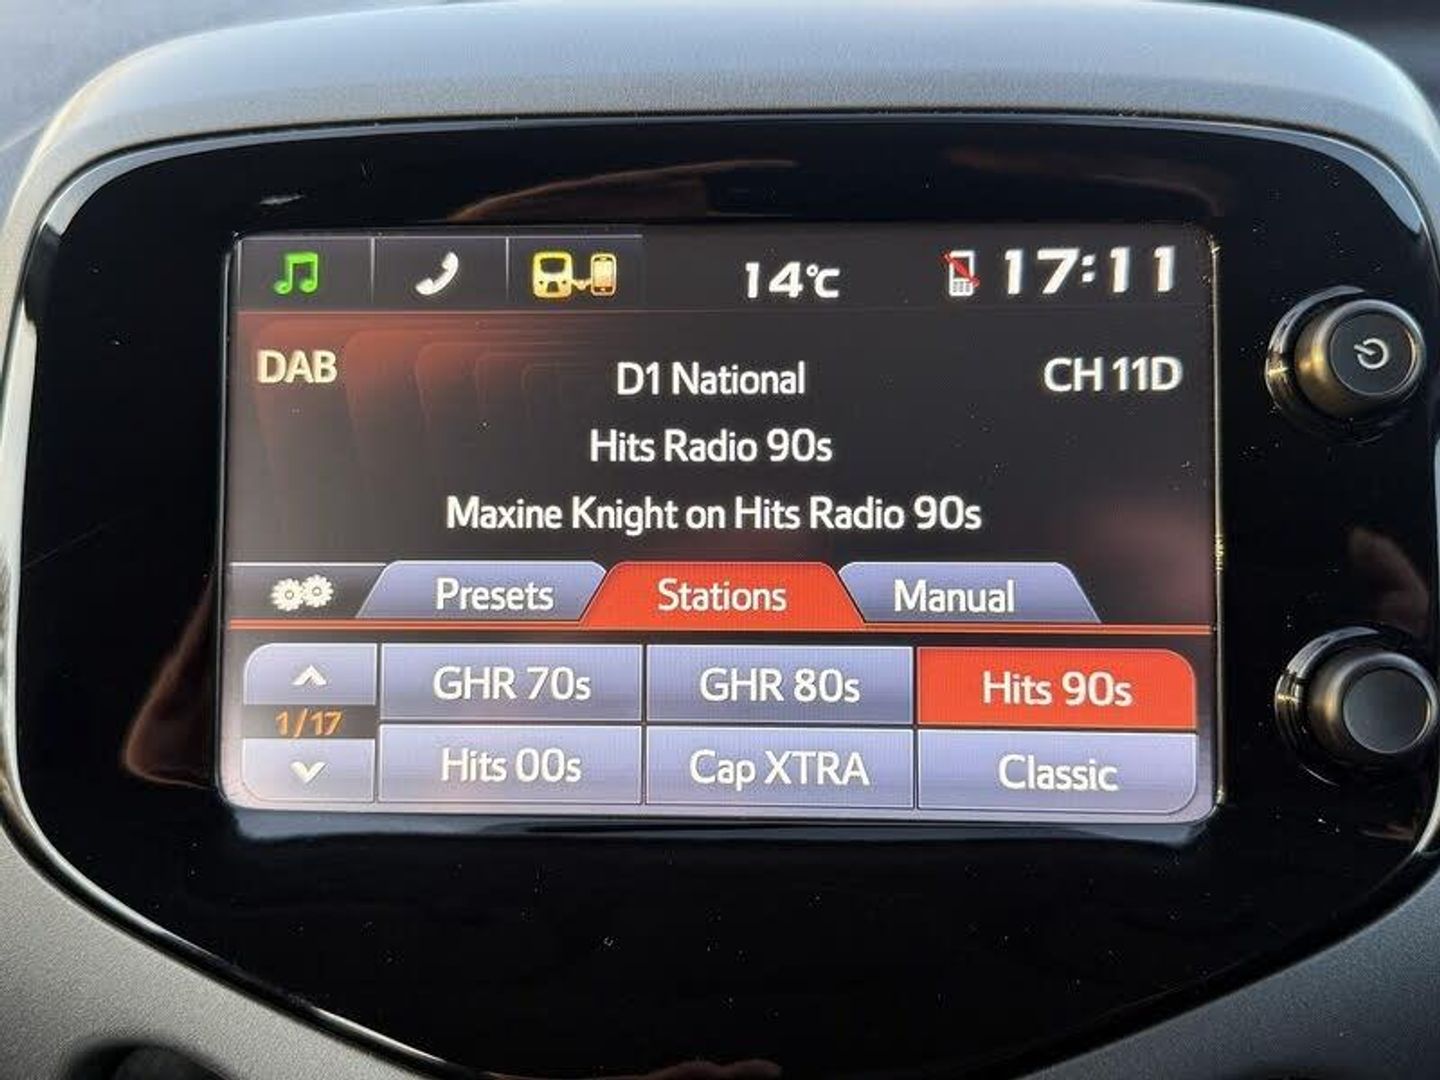 14°C 17:11
DAB D1 National CH 11D
Hits Radio 90s
Maxine Knight on Hits Radio 90s
Presets Stations Manual
GHR 70s GHR 80s Hits 90s
1/17
Hits 00s Cap XTRA Classic